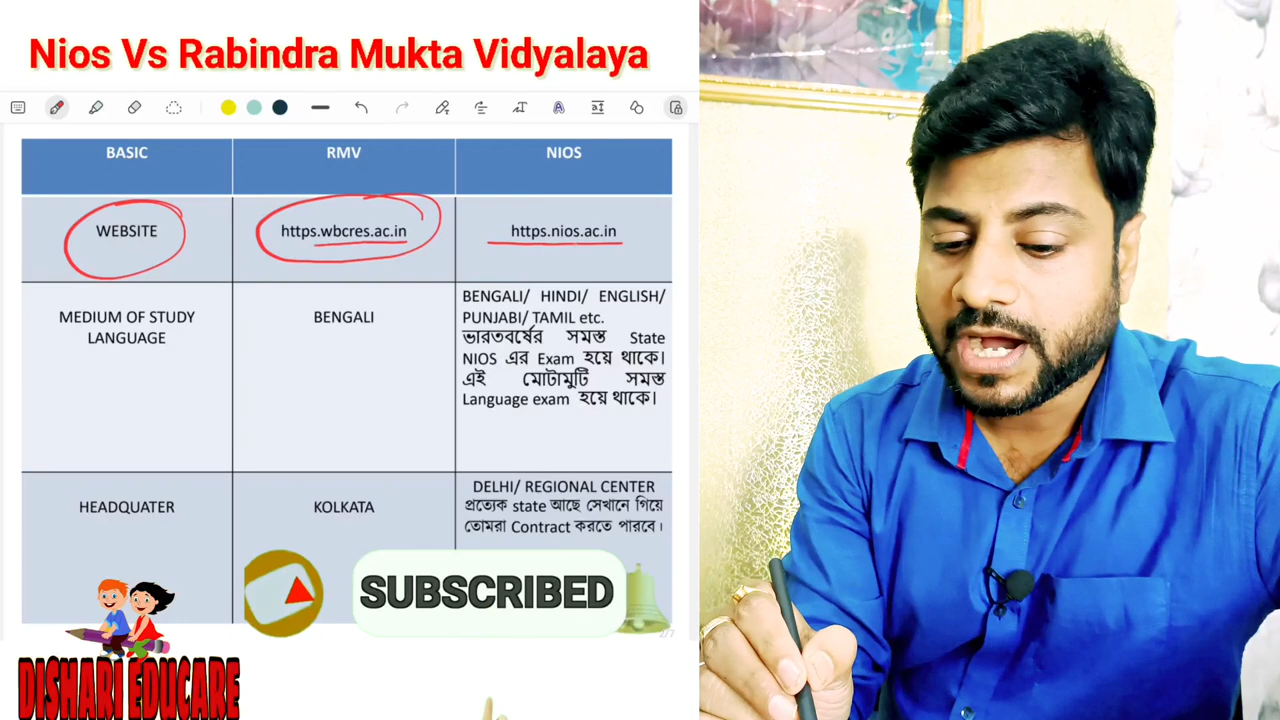 Nios Vs Rabindra Mukta Vidyalaya
BASIC
RMV
NIOS
WEBSITE
https.wbcres.ac.in
https.nios.ac.in
MEDIUM OF STUDY
LANGUAGE
BENGALI
BENGALI/ HINDI/ ENGLISH/
PUNJABI/ TAMIL etc.
ভারতবর্ষের সমস্ত State
NIOS এর Exam হয়ে থাকে।
এই মোটামুটি সমস্ত
Language exam হয়ে থাকে।
HEADQUATER
KOLKATA
DELHI/ REGIONAL CENTER
প্রত্যেক state আছে সেখানে গিয়ে
তোমরা Contract করতে পারবে।
SUBSCRIBED
2/7
DISHARI EDUCARE